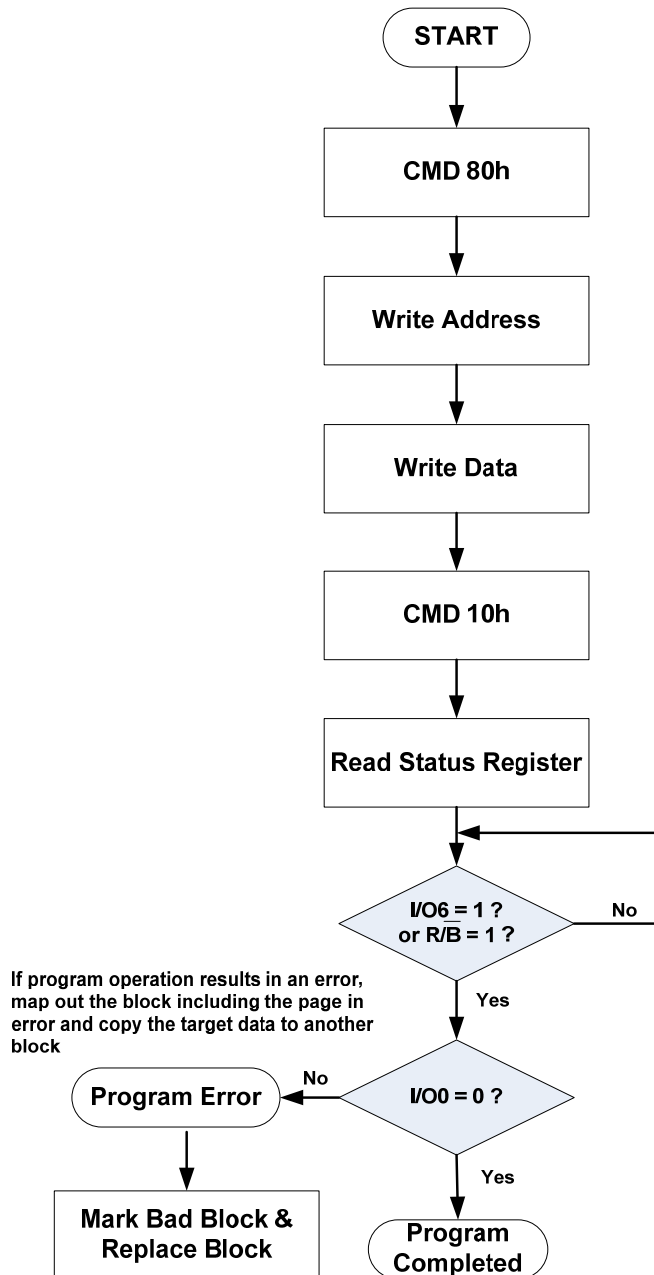 START
CMD 80h
Write Address
Write Data
CMD 10h
Read Status Register
I/O6 = 1 ?
or R/B̅ = 1 ?
No
Yes
If program operation results in an error,
map out the block including the page in
error and copy the target data to another
block
I/O0 = 0 ?
No
Program Error
Yes
Mark Bad Block &
Replace Block
Program
Completed